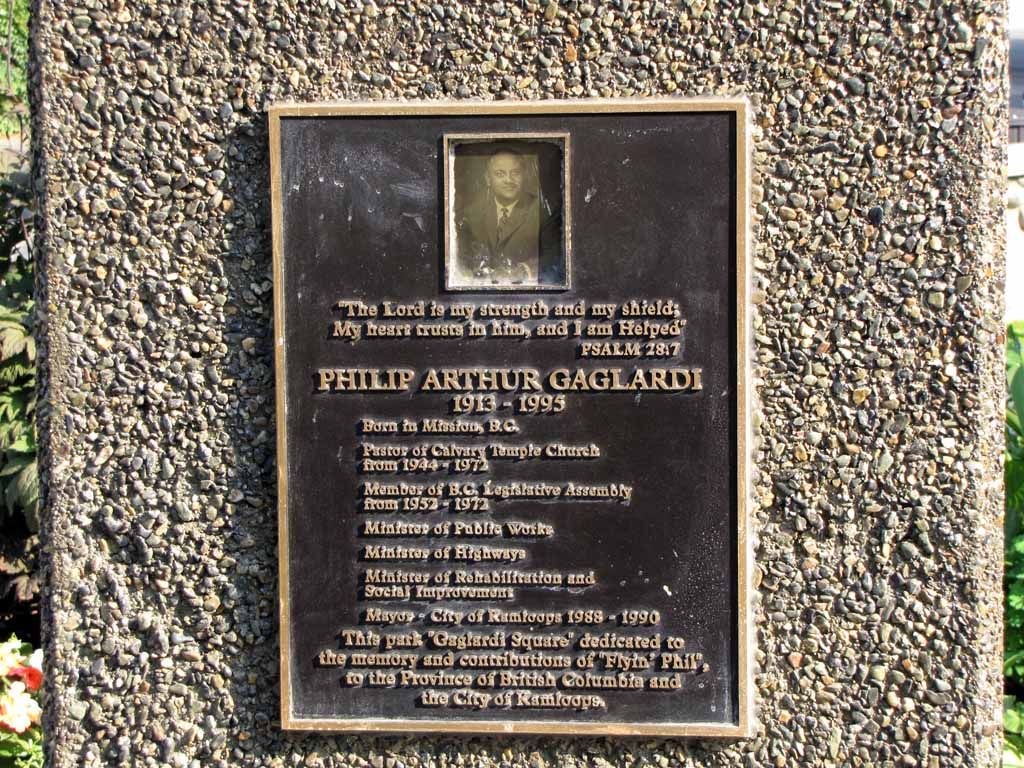 "The Lord is my strength and my shield;
My heart trusts in him, and I am Helped"
PSALM 28:7
PHILIP ARTHUR GAGLARDI
1913 - 1995
Born in Mission, B.C.
Pastor of Calvary Temple Church
from 1944 - 1972
Member of B.C. Legislative Assembly
from 1952 - 1972
Minister of Public Works
Minister of Highways
Minister of Rehabilitation and
Social Improvement
Mayor - City of Kamloops 1988 - 1990
This park "Gaglardi Square" dedicated to
the memory and contributions of "Flyin' Phil",
to the Province of British Columbia and
the City of Kamloops.